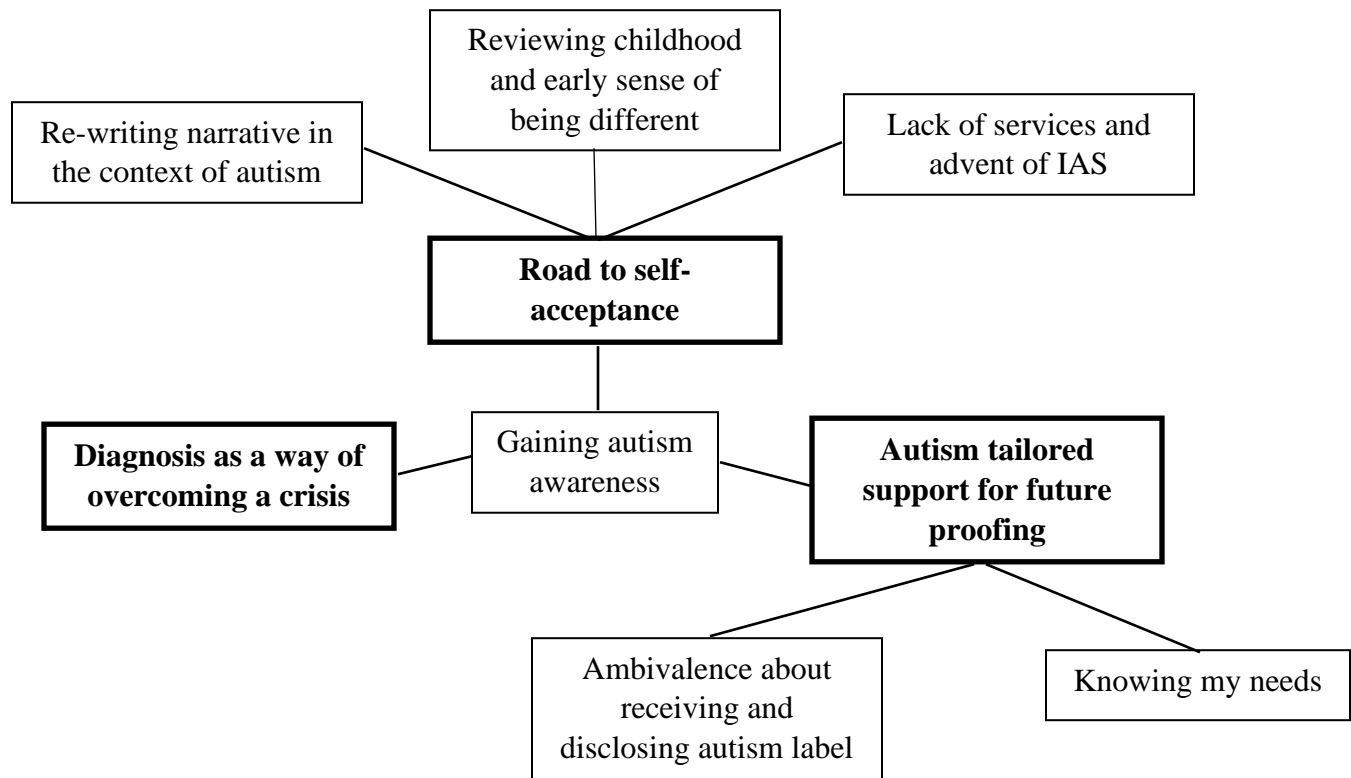 Reviewing childhood
and early sense of
being different
Re-writing narrative in
the context of autism
Lack of services and
advent of IAS
Road to self-
acceptance
Diagnosis as a way of
overcoming a crisis
Gaining autism
awareness
Autism tailored
support for future
proofing
Ambivalence about
receiving and
disclosing autism label
Knowing my needs